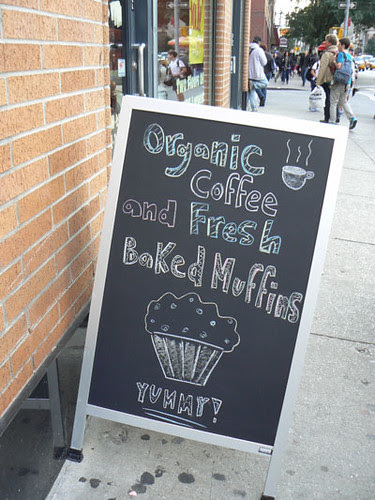 Organic
Coffee
and Fresh
Baked Muffins
YUMMY!